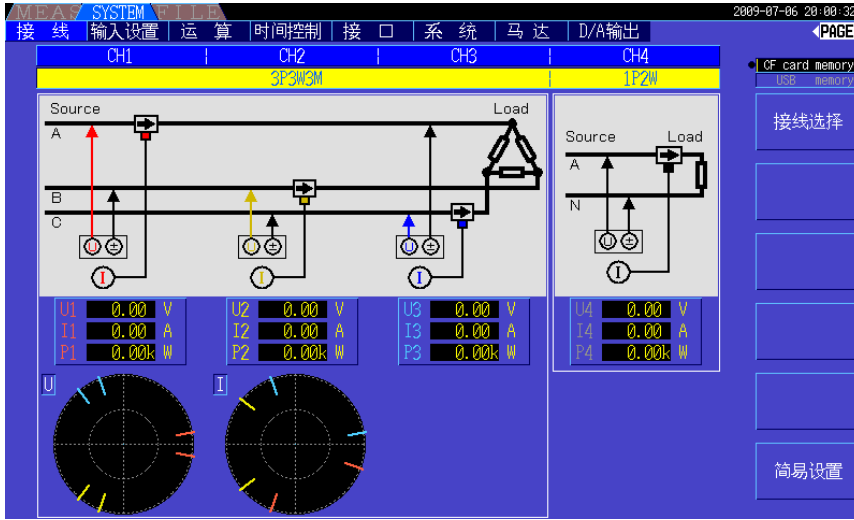 MEAS SYSTEM FILE 2009-07-06 20:00:32
接 线 输入设置 运 算 时间控制 接 口 系 统 马 达 D/A输出 PAGE
CH1 CH2 CH3 CH4
3P3W3M 1P2W
CF card memory
USB memory
Source Load
A
B
C
U ± U ± U ±
I I I
Source Load
A
N
U ±
I
接线选择
U1 0.00 V U2 0.00 V U3 0.00 V U4 0.00 V
I1 0.00 A I2 0.00 A I3 0.00 A I4 0.00 A
P1 0.00k W P2 0.00k W P3 0.00k W P4 0.00k W
U I
简易设置